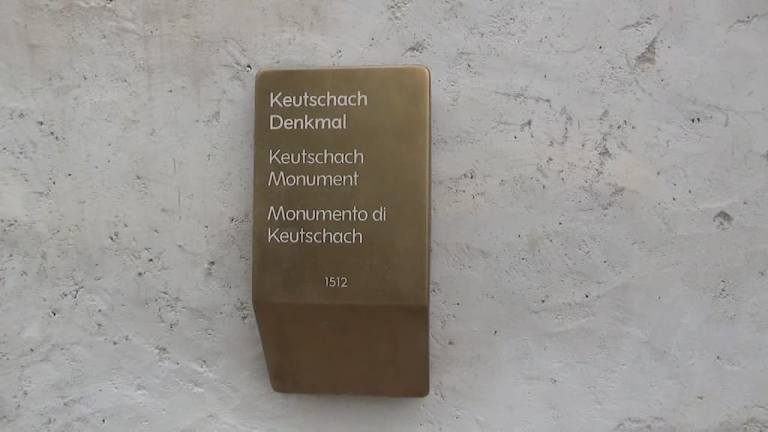 Keutschach
Denkmal
Keutschach
Monument
Monumento di
Keutschach
1512